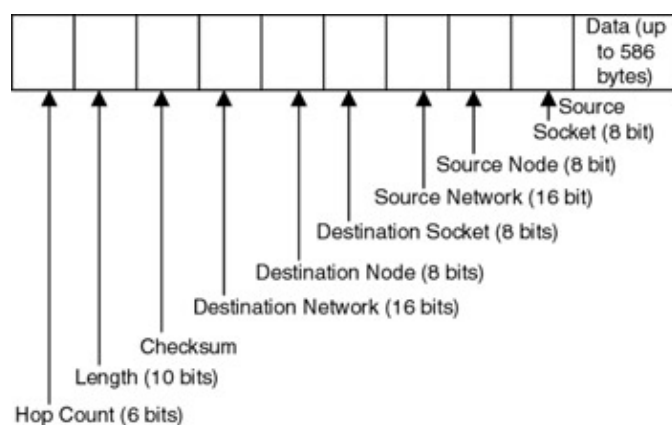 Data (up
to 586
bytes)
Source
Socket (8 bit)
Source Node (8 bit)
Source Network (16 bit)
Destination Socket (8 bits)
Destination Node (8 bits)
Destination Network (16 bits)
Checksum
Length (10 bits)
Hop Count (6 bits)